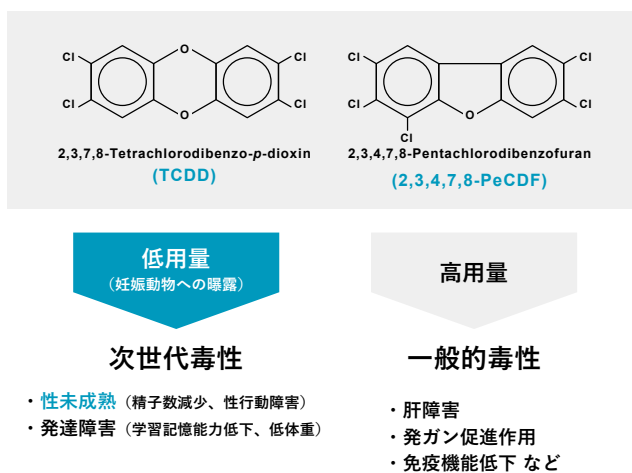 Cl O Cl
Cl O Cl
2,3,7,8-Tetrachlorodibenzo-p-dioxin
(TCDD)
Cl Cl
Cl O Cl
Cl
2,3,4,7,8-Pentachlorodibenzofuran
(2,3,4,7,8-PeCDF)
低用量
（妊娠動物への曝露）
次世代毒性
・性未成熟（精子数減少、性行動障害）
・発達障害（学習記憶能力低下、低体重）
高用量
一般的毒性
・肝障害
・発ガン促進作用
・免疫機能低下 など